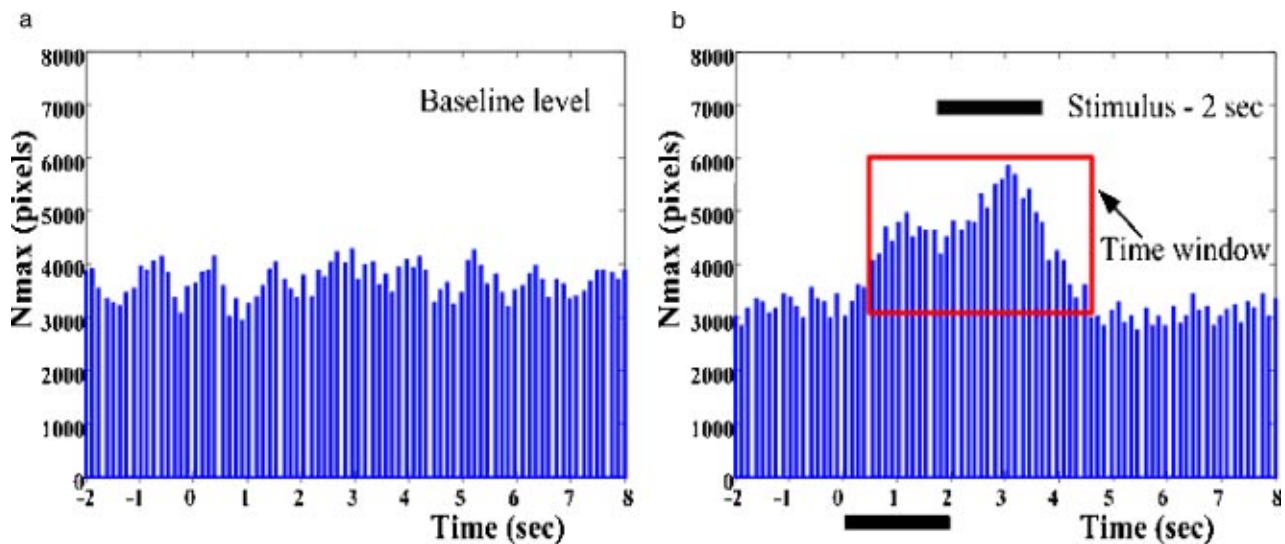 a
8000
7000
6000
5000
4000
3000
2000
1000
0
Nmax (pixels)
Baseline level
-2 -1 0 1 2 3 4 5 6 7 8
Time (sec)
b
8000
7000
6000
5000
4000
3000
2000
1000
0
Nmax (pixels)
Stimulus - 2 sec
Time window
-2 -1 0 1 2 3 4 5 6 7 8
Time (sec)